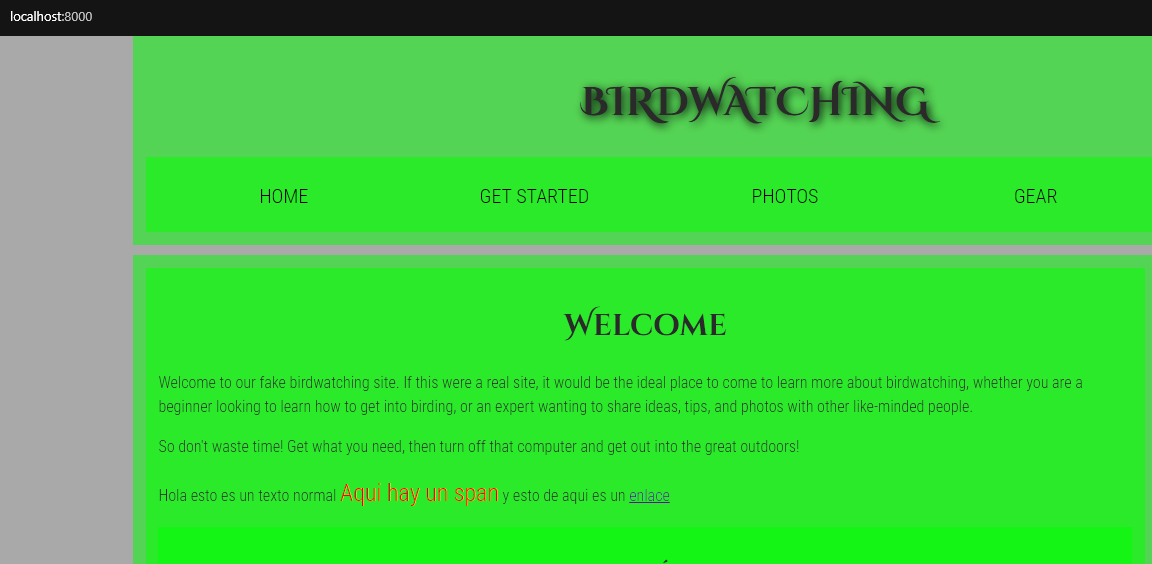 localhost:8000
BIRDWATCHING
HOME GET STARTED PHOTOS GEAR
Welcome
Welcome to our fake birdwatching site. If this were a real site, it would be the ideal place to come to learn more about birdwatching, whether you are a
beginner looking to learn how to get into birding, or an expert wanting to share ideas, tips, and photos with other like-minded people.
So don't waste time! Get what you need, then turn off that computer and get out into the great outdoors!
Hola esto es un texto normal Aqui hay un span y esto de aqui es un enlace